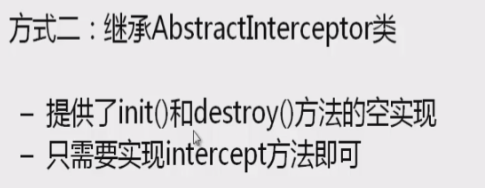 方式二：继承AbstractInterceptor类
– 提供了init()和destroy()方法的空实现
– 只需要实现intercept方法即可